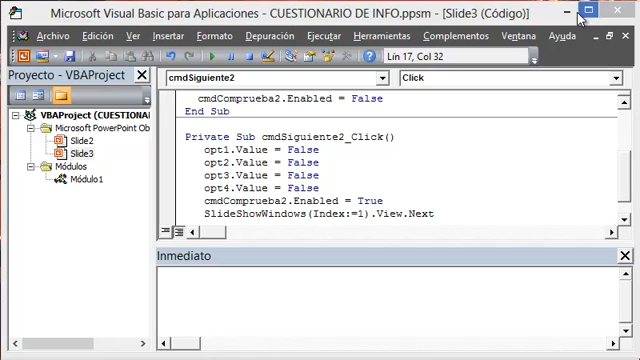 Microsoft Visual Basic para Aplicaciones - CUESTIONARIO DE INFO.ppsm - [Slide3 (Código)]
Archivo Edición Ver Insertar Formato Depuración Ejecutar Herramientas Complementos Ventana Ayuda
Lín 17, Col 32
Proyecto - VBAProject
cmdSiguiente2 Click
VBAProject (CUESTIONAR
Microsoft PowerPoint Ob
Slide2
Slide3
Módulos
Módulo1
cmdComprueba2.Enabled = False
End Sub
Private Sub cmdSiguiente2_Click()
opt1.Value = False
opt2.Value = False
opt3.Value = False
opt4.Value = False
cmdComprueba2.Enabled = True
SlideShowWindows(Index:=1).View.Next
Inmediato